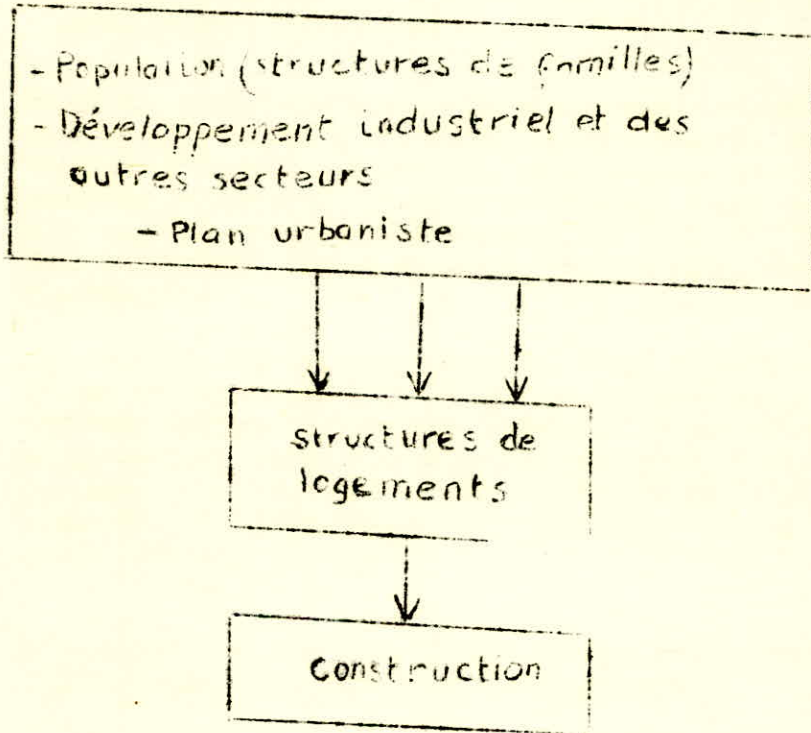 - Population (structures de familles)
- Développement industriel et des
autres secteurs
- Plan urbaniste
structures de
logements
Construction